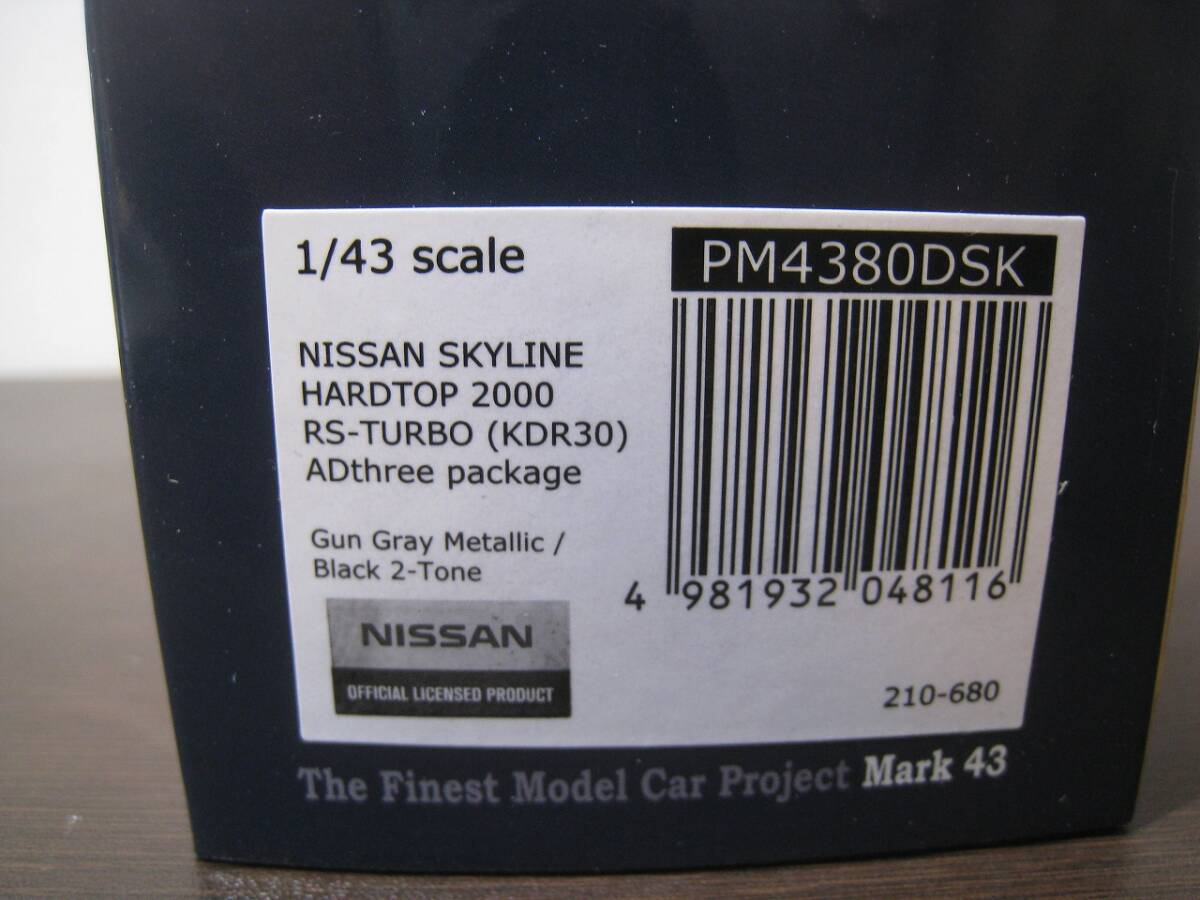 1/43 scale
PM4380DSK
NISSAN SKYLINE
HARDTOP 2000
RS-TURBO (KDR30)
ADthree package
Gun Gray Metallic /
Black 2-Tone
4 981932 048116
NISSAN
OFFICIAL LICENSED PRODUCT
210-680
The Finest Model Car Project Mark 43